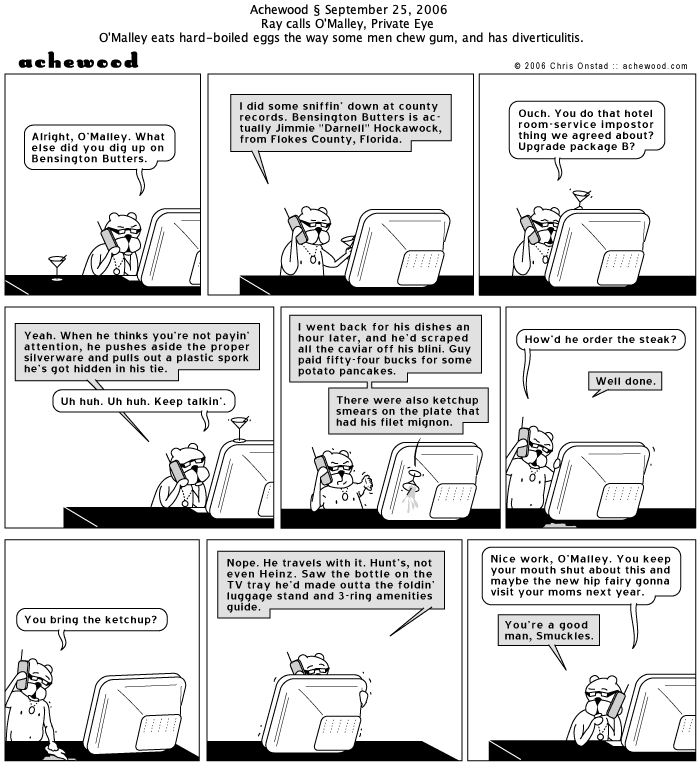 Achewood § September 25, 2006
Ray calls O'Malley, Private Eye
O'Malley eats hard-boiled eggs the way some men chew gum, and has diverticulitis.
achewood
© 2006 Chris Onstad :: achewood.com
Alright, O'Malley. What
else did you dig up on
Bensington Butters.
I did some sniffin' down at county
records. Bensington Butters is ac-
tually Jimmie "Darnell" Hockawock,
from Flokes County, Florida.
Ouch. You do that hotel
room-service impostor
thing we agreed about?
Upgrade package B?
Yeah. When he thinks you're not payin'
attention, he pushes aside the proper
silverware and pulls out a plastic spork
he's got hidden in his tie.
Uh huh. Uh huh. Keep talkin'.
I went back for his dishes an
hour later, and he'd scraped
all the caviar off his blini. Guy
paid fifty-four bucks for some
potato pancakes.
There were also ketchup
smears on the plate that
had his filet mignon.
How'd he order the steak?
Well done.
You bring the ketchup?
Nope. He travels with it. Hunt's, not
even Heinz. Saw the bottle on the
TV tray he'd made outta the foldin'
luggage stand and 3-ring amenities
guide.
Nice work, O'Malley. You keep
your mouth shut about this and
maybe the new hip fairy gonna
visit your moms next year.
You're a good
man, Smuckles.